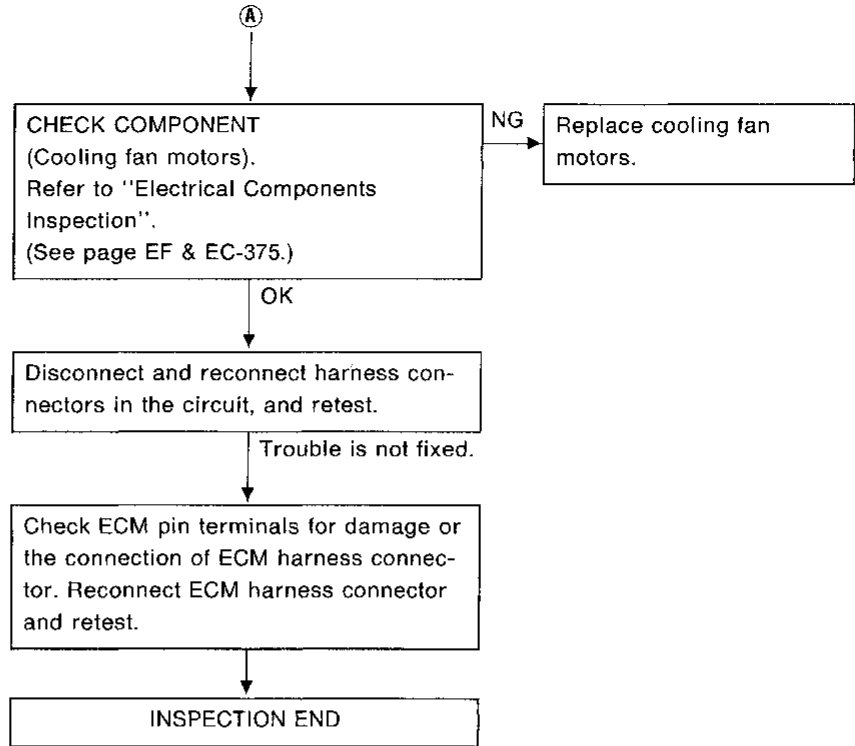 A
CHECK COMPONENT
(Cooling fan motors).
Refer to "Electrical Components
Inspection".
(See page EF & EC-375.)
NG
Replace cooling fan
motors.
OK
Disconnect and reconnect harness con-
nectors in the circuit, and retest.
Trouble is not fixed.
Check ECM pin terminals for damage or
the connection of ECM harness connec-
tor. Reconnect ECM harness connector
and retest.
INSPECTION END